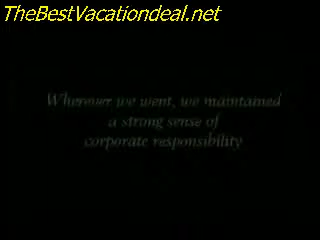 TheBestVacationdeal.net
Wherever we went, we maintained
a strong sense of
corporate responsibility